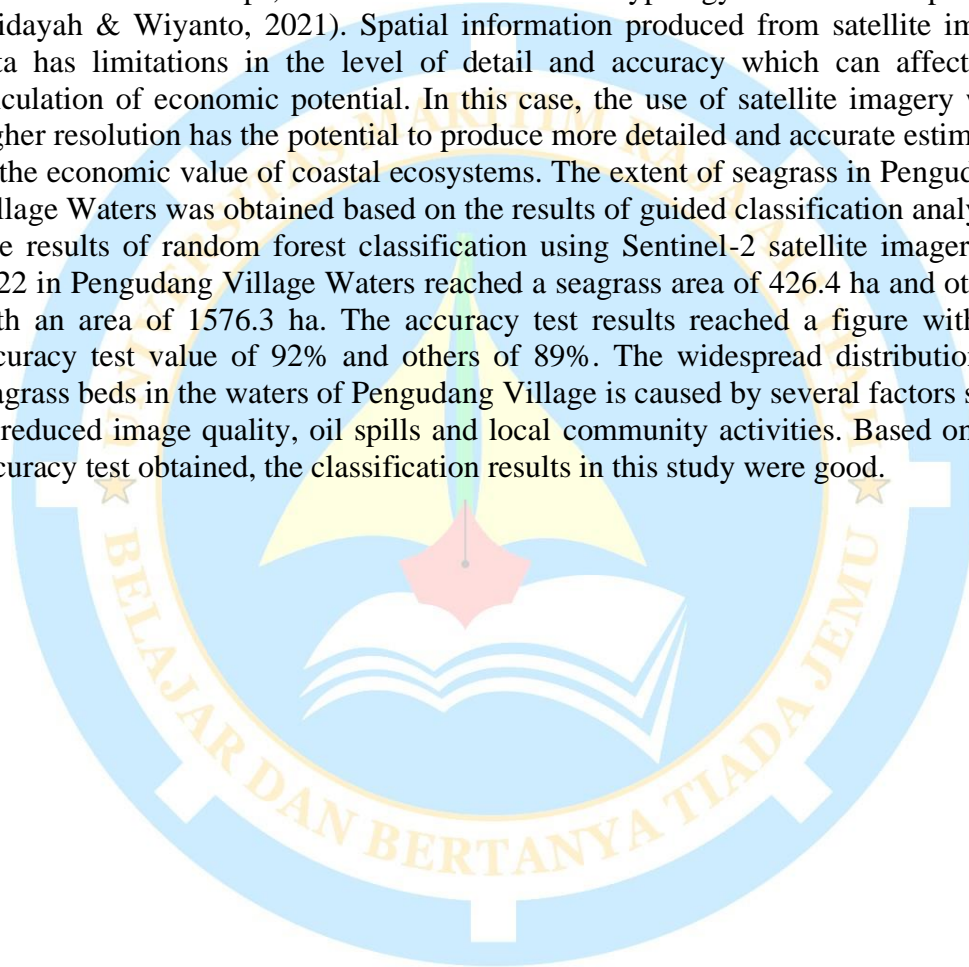 idayah & Wiyanto, 2021). Spatial information produced from satellite im
ta has limitations in the level of detail and accuracy which can affect
culation of economic potential. In this case, the use of satellite imagery w
gher resolution has the potential to produce more detailed and accurate estim
the economic value of coastal ecosystems. The extent of seagrass in Pengud
llage Waters was obtained based on the results of guided classification analy
e results of random forest classification using Sentinel-2 satellite imager
22 in Pengudang Village Waters reached a seagrass area of 426.4 ha and ot
th an area of 1576.3 ha. The accuracy test results reached a figure with
curacy test value of 92% and others of 89%. The widespread distribution
agrass beds in the waters of Pengudang Village is caused by several factors s
reduced image quality, oil spills and local community activities. Based on
curacy test obtained, the classification results in this study were good.
UNIVERSITAS MARITIM RAJA ALI HAJI
BELAJAR DAN BERTANYA TIADA JEMU